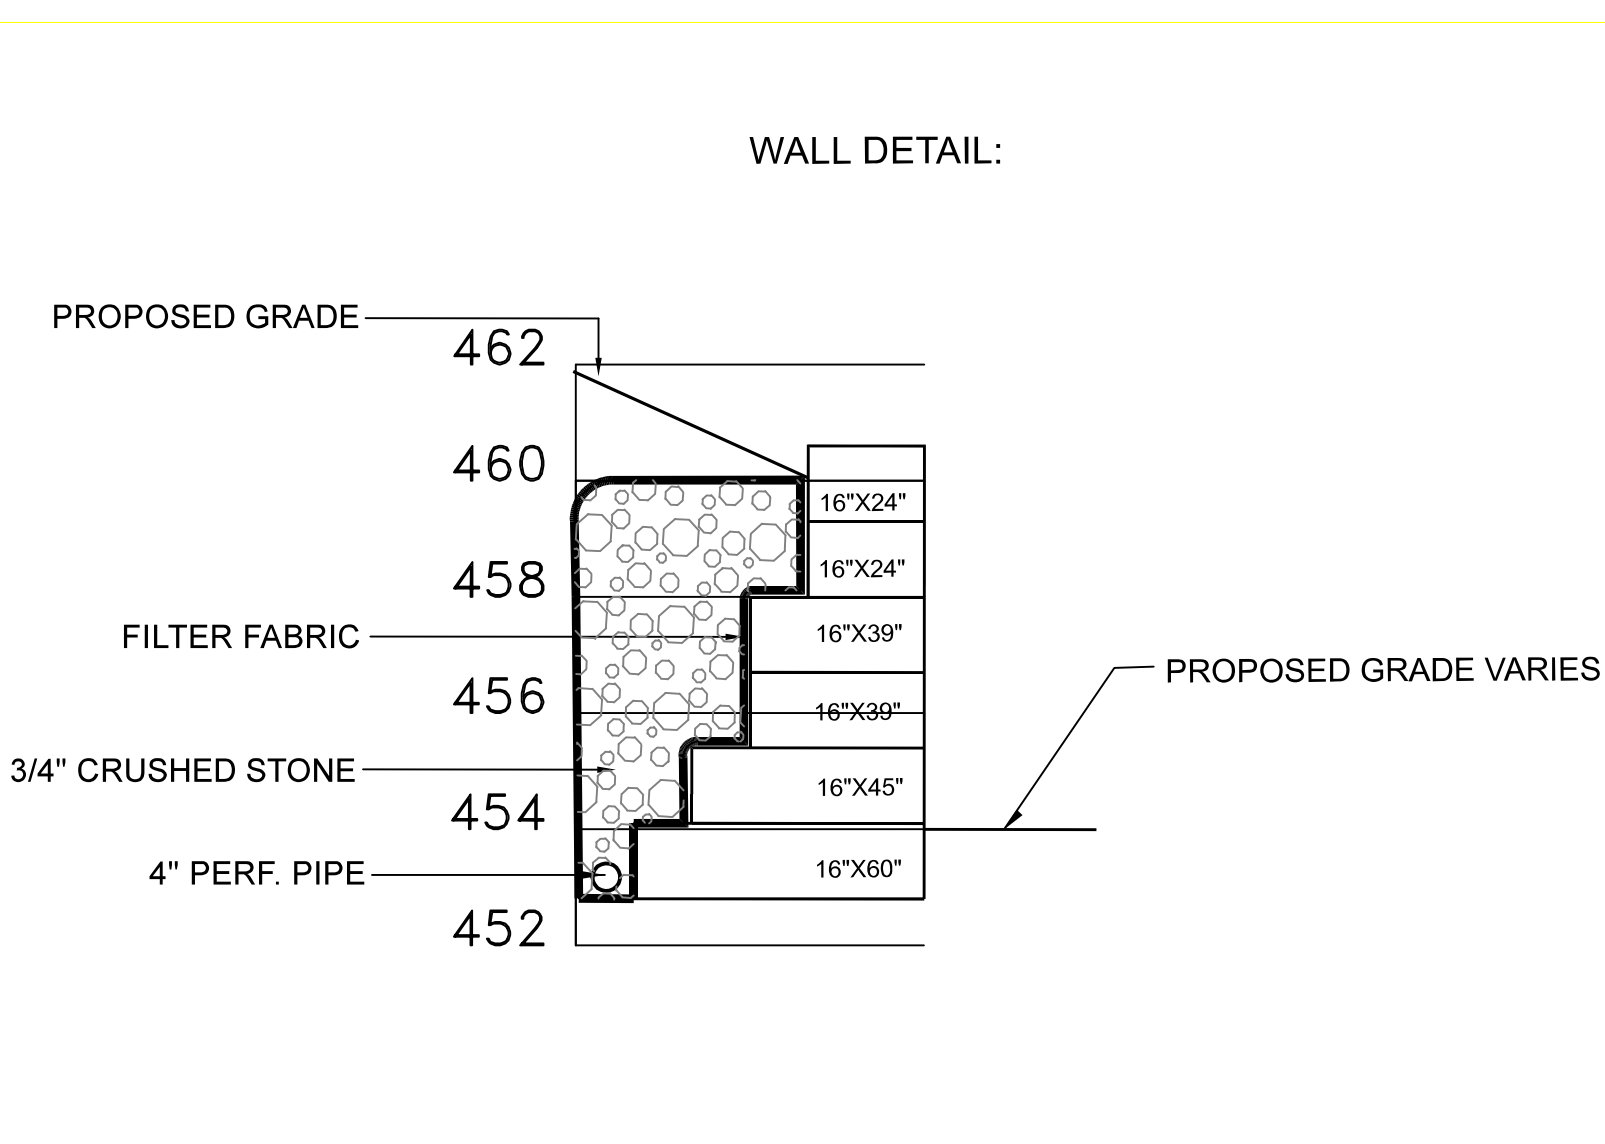 WALL DETAIL:
PROPOSED GRADE
462
460
16"X24"
16"X24"
458
FILTER FABRIC
16"X39"
PROPOSED GRADE VARIES
456
16"X39"
3/4" CRUSHED STONE
16"X45"
454
4" PERF. PIPE
16"X60"
452